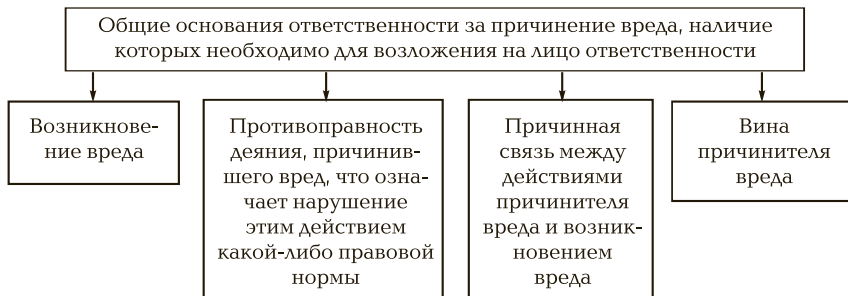 Общие основания ответственности за причинение вреда, наличие
которых необходимо для возложения на лицо ответственности
Возникнове-
ние вреда
Противоправность
деяния, причинив-
шего вред, что озна-
чает нарушение
этим действием
какой-либо правовой
нормы
Причинная
связь между
действиями
причинителя
вреда и возник-
новением
вреда
Вина
причинителя
вреда